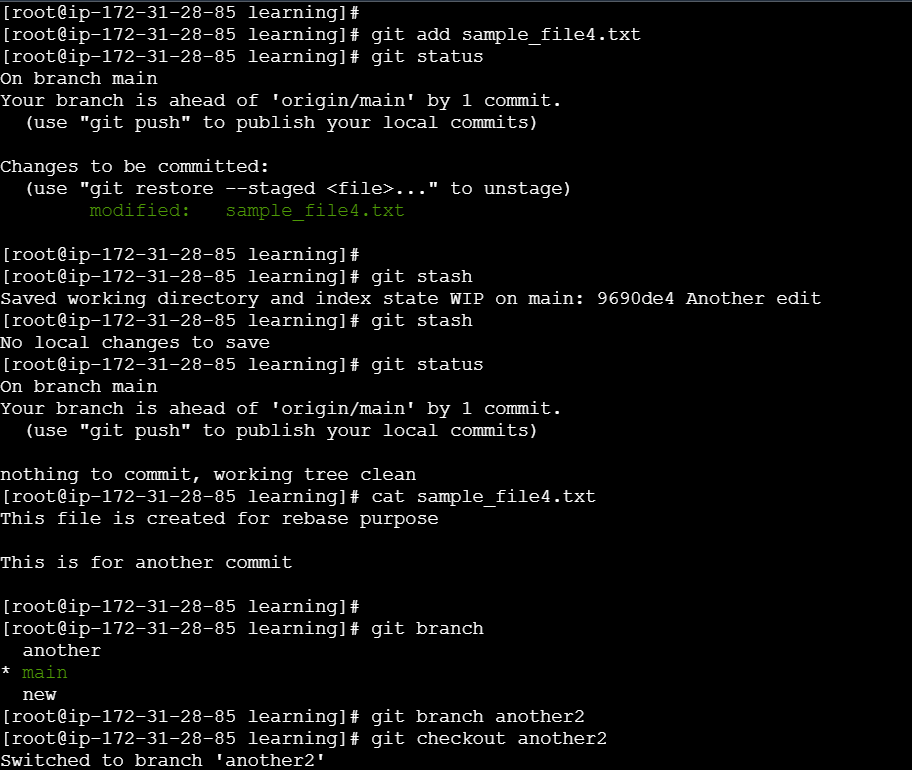 [root@ip-172-31-28-85 learning]#
[root@ip-172-31-28-85 learning]# git add sample_file4.txt
[root@ip-172-31-28-85 learning]# git status
On branch main
Your branch is ahead of 'origin/main' by 1 commit.
  (use "git push" to publish your local commits)

Changes to be committed:
  (use "git restore --staged <file>..." to unstage)
        modified:   sample_file4.txt

[root@ip-172-31-28-85 learning]#
[root@ip-172-31-28-85 learning]# git stash
Saved working directory and index state WIP on main: 9690de4 Another edit
[root@ip-172-31-28-85 learning]# git stash
No local changes to save
[root@ip-172-31-28-85 learning]# git status
On branch main
Your branch is ahead of 'origin/main' by 1 commit.
  (use "git push" to publish your local commits)

nothing to commit, working tree clean
[root@ip-172-31-28-85 learning]# cat sample_file4.txt
This file is created for rebase purpose

This is for another commit

[root@ip-172-31-28-85 learning]#
[root@ip-172-31-28-85 learning]# git branch
  another
* main
  new
[root@ip-172-31-28-85 learning]# git branch another2
[root@ip-172-31-28-85 learning]# git checkout another2
Switched to branch 'another2'